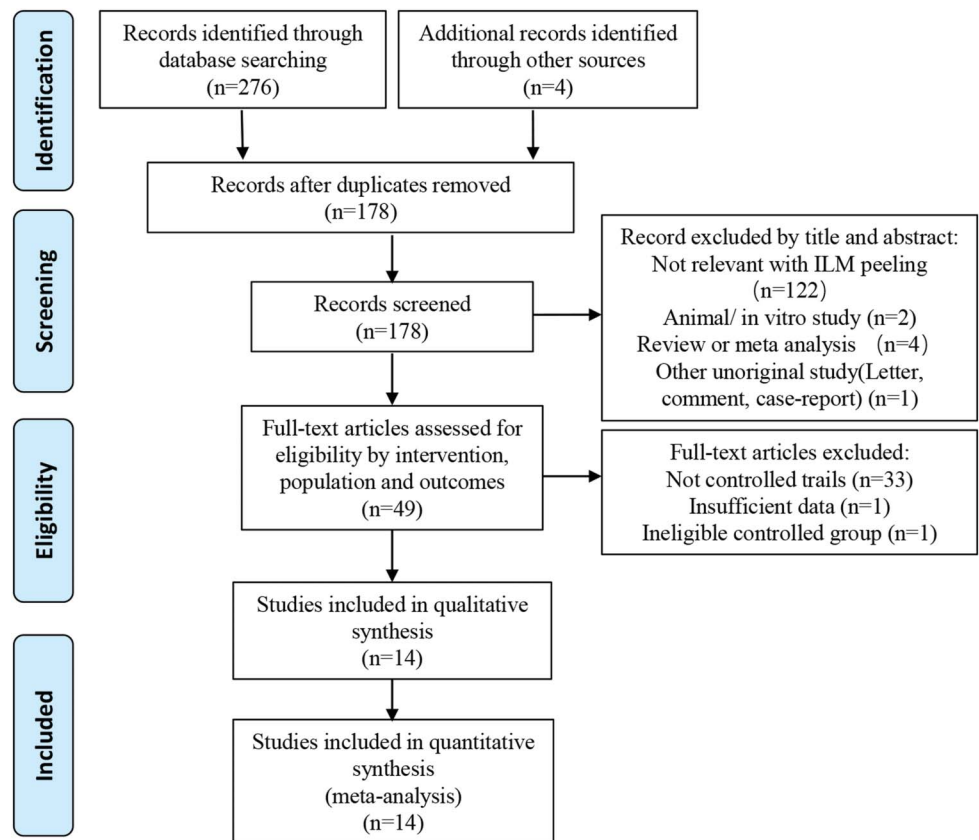 Identification
Records identified through
database searching
(n=276)
Additional records identified
through other sources
(n=4)
Records after duplicates removed
(n=178)
Screening
Records screened
(n=178)
Record excluded by title and abstract:
Not relevant with ILM peeling
(n=122)
Animal/ in vitro study (n=2)
Review or meta analysis (n=4)
Other unoriginal study(Letter,
comment, case-report) (n=1)
Eligibility
Full-text articles assessed for
eligibility by intervention,
population and outcomes
(n=49)
Full-text articles excluded:
Not controlled trails (n=33)
Insufficient data (n=1)
Ineligible controlled group (n=1)
Studies included in qualitative
synthesis
(n=14)
Included
Studies included in quantitative
synthesis
(meta-analysis)
(n=14)